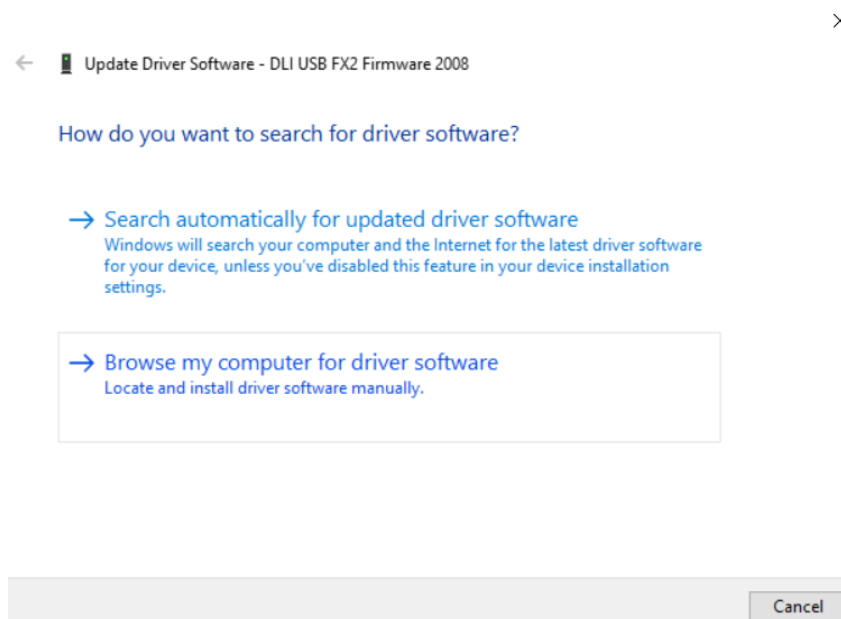 Update Driver Software - DLI USB FX2 Firmware 2008
How do you want to search for driver software?
Search automatically for updated driver software
Windows will search your computer and the Internet for the latest driver software
for your device, unless you've disabled this feature in your device installation
settings.
Browse my computer for driver software
Locate and install driver software manually.
Cancel